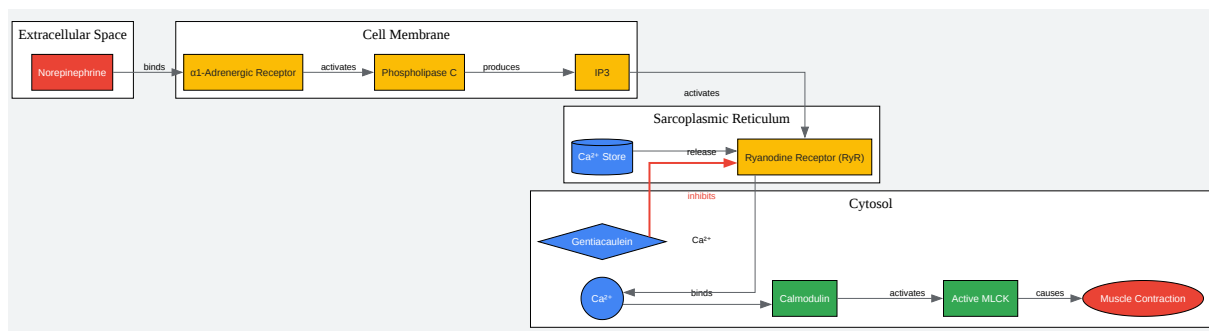 Extracellular Space
Norepinephrine
binds
Cell Membrane
α1-Adrenergic Receptor
activates
Phospholipase C
produces
IP3
activates
Sarcoplasmic Reticulum
Ca²⁺ Store
release
Ryanodine Receptor (RyR)
inhibits
Cytosol
Gentiacaulein
Ca²⁺
Ca²⁺
binds
Calmodulin
activates
Active MLCK
causes
Muscle Contraction